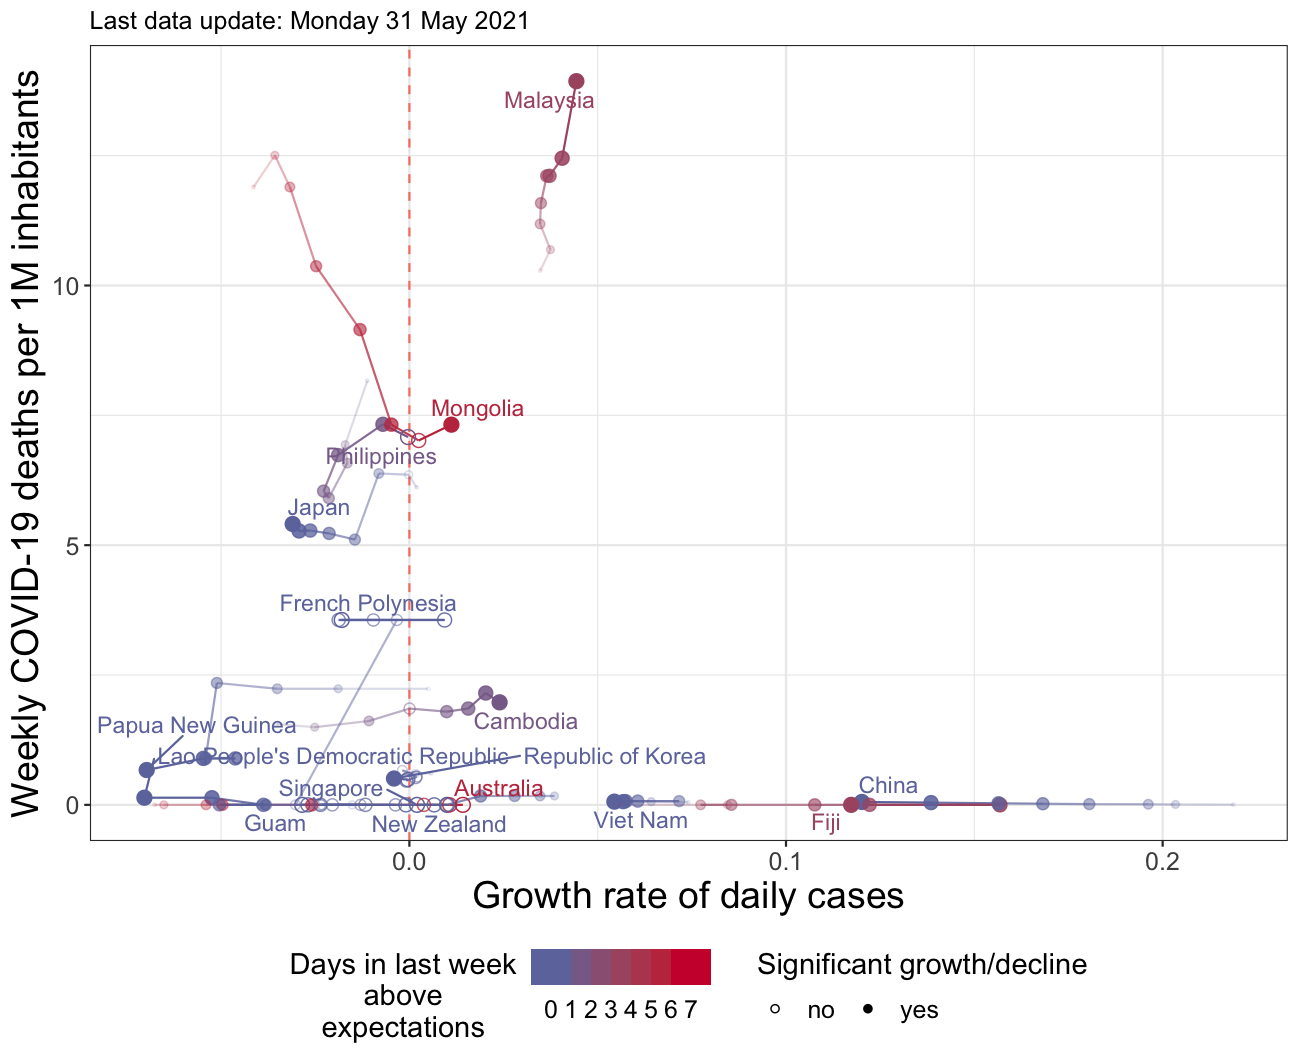 Last data update: Monday 31 May 2021
Weekly COVID-19 deaths per 1M inhabitants
10
5
0
Malaysia
Mongolia
Philippines
Japan
French Polynesia
Papua New Guinea
Cambodia
Lao People's Democratic Republic
Republic of Korea
Singapore
Australia
China
Guam
New Zealand
Viet Nam
Fiji
0.0
0.1
0.2
Growth rate of daily cases
Days in last week
above
expectations
0 1 2 3 4 5 6 7
Significant growth/decline
no
yes